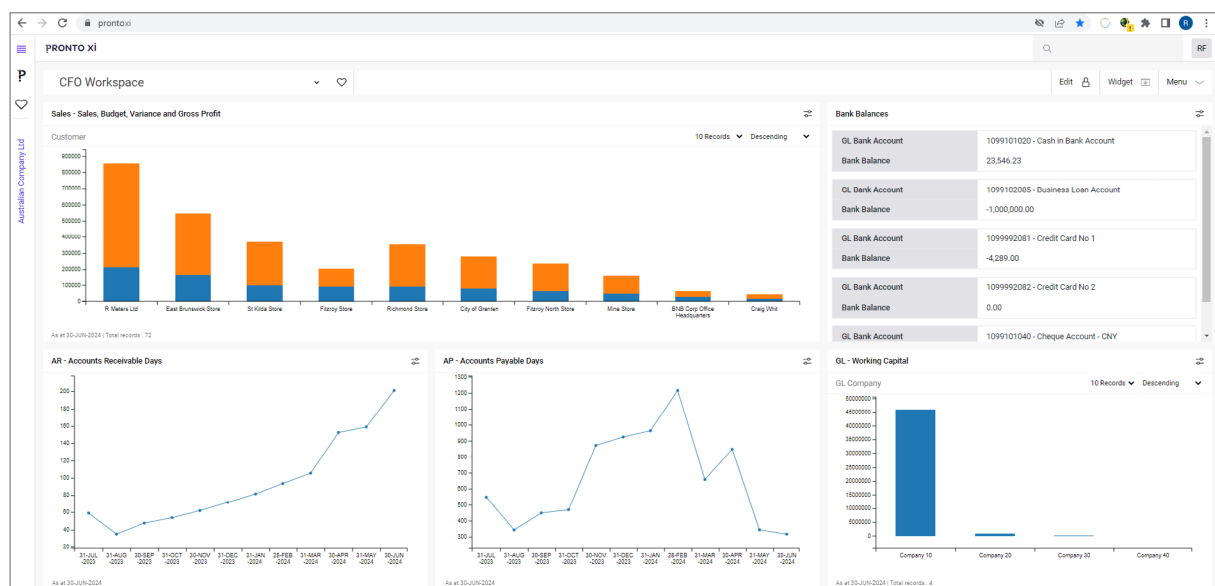 prontoxi
R
PRONTO XI
RF
CFO Workspace
Edit
Widget
Menu
Australian Company Ltd
Sales - Sales, Budget, Variance and Gross Profit
Customer
10 Records
Descending
900000
800000
700000
600000
500000
400000
300000
200000
100000
0
R Meters Ltd
East Brunswick Store
St Kilda Store
Fitzroy Store
Richmond Store
City of Grenten
Fitzroy North Store
Mine Store
BNB Corp Office
Headquarters
Craig Whit
As at 30-JUN-2024 | Total records : 72
Bank Balances
GL Bank Account 1099101020 - Cash in Bank Account
Bank Balance 23,546.23
GL Bank Account 1099102085 - Business Loan Account
Bank Balance -1,000,000.00
GL Bank Account 1099992081 - Credit Card No 1
Bank Balance -4,289.00
GL Bank Account 1099992082 - Credit Card No 2
Bank Balance 0.00
GL Bank Account 1099101040 - Cheque Account - CNY
AR - Accounts Receivable Days
200
180
160
140
120
100
80
60
40
20
31-JUL 31-AUG 30-SEP 31-OCT 30-NOV 31-DEC 31-JAN 28-FEB 31-MAR 30-APR 31-MAY 30-JUN
-2023 -2023 -2023 -2023 -2023 -2023 -2024 -2024 -2024 -2024 -2024 -2024
As at 30-JUN-2024
AP - Accounts Payable Days
1300
1200
1100
1000
900
800
700
600
500
400
300
31-JUL 31-AUG 30-SEP 31-OCT 30-NOV 31-DEC 31-JAN 28-FEB 31-MAR 30-APR 31-MAY 30-JUN
-2023 -2023 -2023 -2023 -2023 -2023 -2024 -2024 -2024 -2024 -2024 -2024
As at 30-JUN-2024
GL - Working Capital
GL Company
10 Records
Descending
50000000
45000000
40000000
35000000
30000000
25000000
20000000
15000000
10000000
5000000
0
Company 10
Company 20
Company 30
Company 40
As at 30-JUN-2024 | Total records : 4